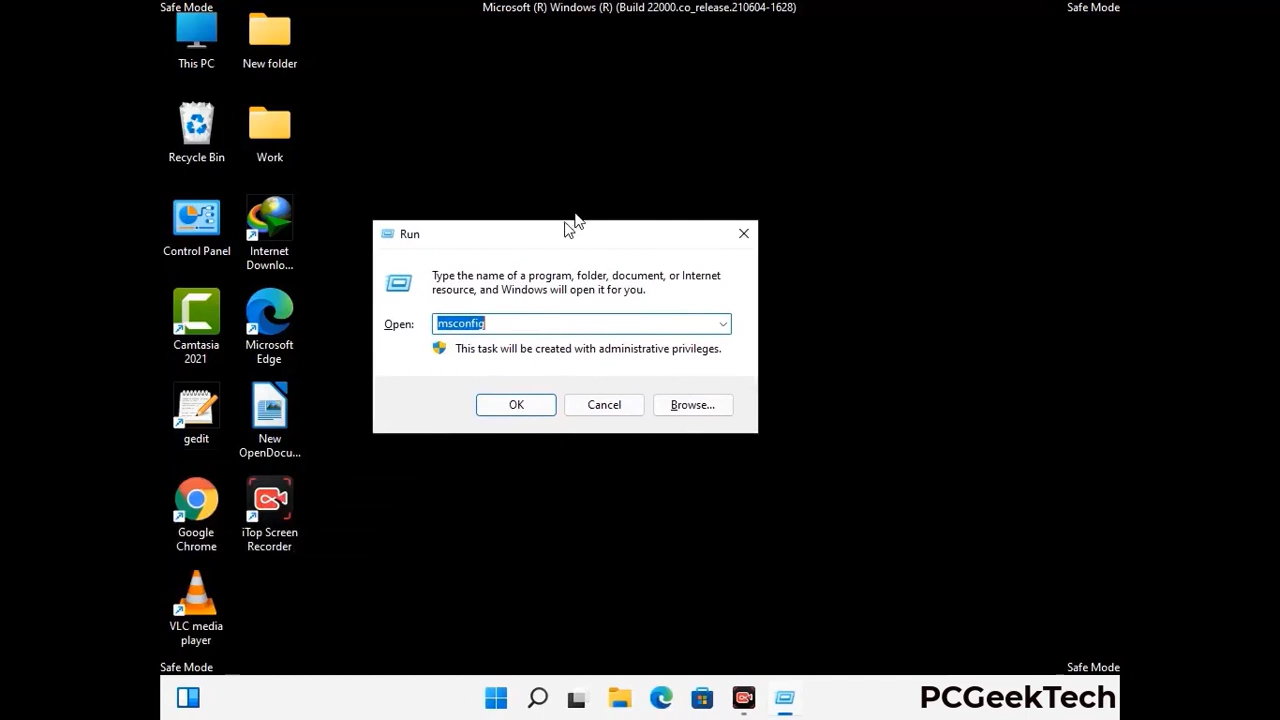 Safe Mode
Microsoft (R) Windows (R) (Build 22000.co_release.210604-1628)
Safe Mode
This PC
New folder
Recycle Bin
Work
Control Panel
Internet
Downlo...
Camtasia
2021
Microsoft
Edge
gedit
New
OpenDocu...
Google
Chrome
iTop Screen
Recorder
VLC media
player
Run
Type the name of a program, folder, document, or Internet
resource, and Windows will open it for you.
Open:
msconfig
This task will be created with administrative privileges.
OK
Cancel
Browse...
Safe Mode
Safe Mode
PCGeekTech